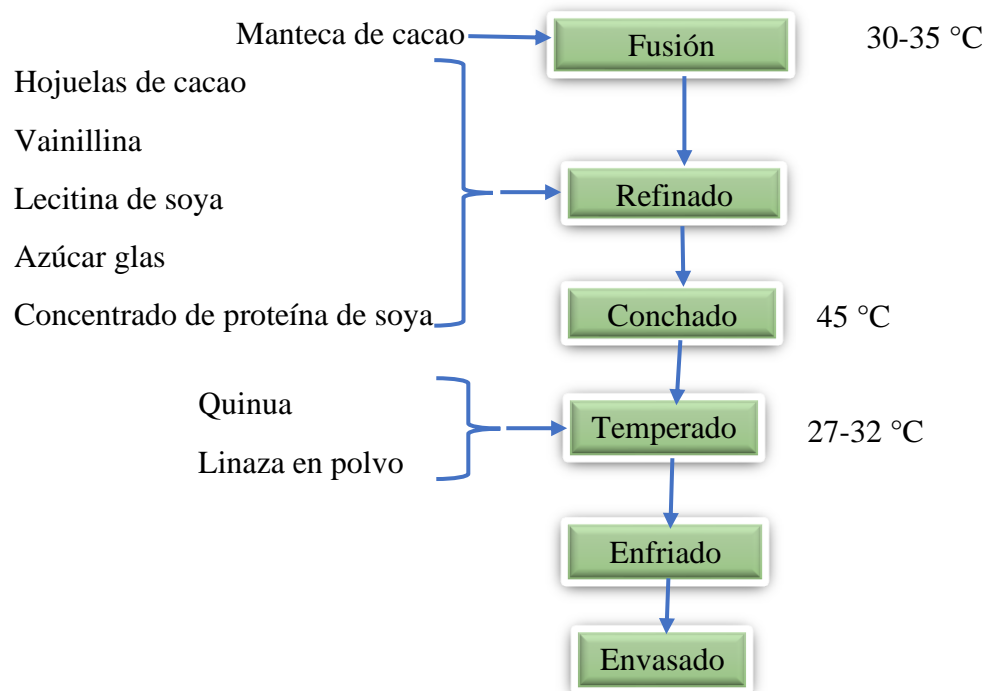 Manteca de cacao
Fusión
30-35 °C
Hojuelas de cacao
Vainillina
Lecitina de soya
Azúcar glas
Concentrado de proteína de soya
Refinado
Conchado
45 °C
Quinua
Linaza en polvo
Temperado
27-32 °C
Enfriado
Envasado